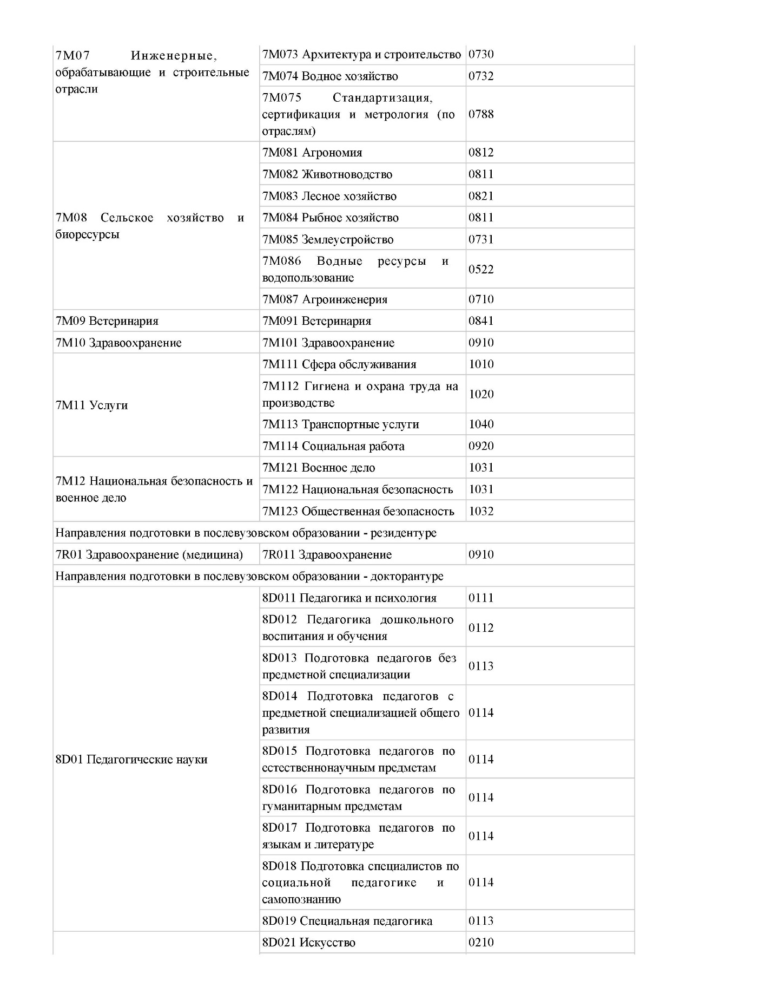 7M07 Инженерные,
обрабатывающие и строительные
отрасли
7M073 Архитектура и строительство 0730
7M074 Водное хозяйство 0732
7M075 Стандартизация,
сертификация и метрология (по
отраслям)
0788
7M08 Сельское хозяйство и
биоресурсы
7M081 Агрономия 0812
7M082 Животноводство 0811
7M083 Лесное хозяйство 0821
7M084 Рыбное хозяйство 0811
7M085 Землеустройство 0731
7M086 Водные ресурсы и
водопользование
0522
7M087 Агроинженерия 0710
7M09 Ветеринария 7M091 Ветеринария 0841
7M10 Здравоохранение 7M101 Здравоохранение 0910
7M11 Услуги
7M111 Сфера обслуживания 1010
7M112 Гигиена и охрана труда на
производстве
1020
7M113 Транспортные услуги 1040
7M114 Социальная работа 0920
7M12 Национальная безопасность и
военное дело
7M121 Военное дело 1031
7M122 Национальная безопасность 1031
7M123 Общественная безопасность 1032
Направления подготовки в послевузовском образовании - резидентуре
7R01 Здравоохранение (медицина) 7R011 Здравоохранение 0910
Направления подготовки в послевузовском образовании - докторантуре
8D01 Педагогические науки
8D011 Педагогика и психология 0111
8D012 Педагогика дошкольного
воспитания и обучения
0112
8D013 Подготовка педагогов без
предметной специализации
0113
8D014 Подготовка педагогов с
предметной специализацией общего
развития
0114
8D015 Подготовка педагогов по
естественнонаучным предметам
0114
8D016 Подготовка педагогов по
гуманитарным предметам
0114
8D017 Подготовка педагогов по
языкам и литературе
0114
8D018 Подготовка специалистов по
социальной педагогике и
самопознанию
0114
8D019 Специальная педагогика 0113
8D021 Искусство 0210